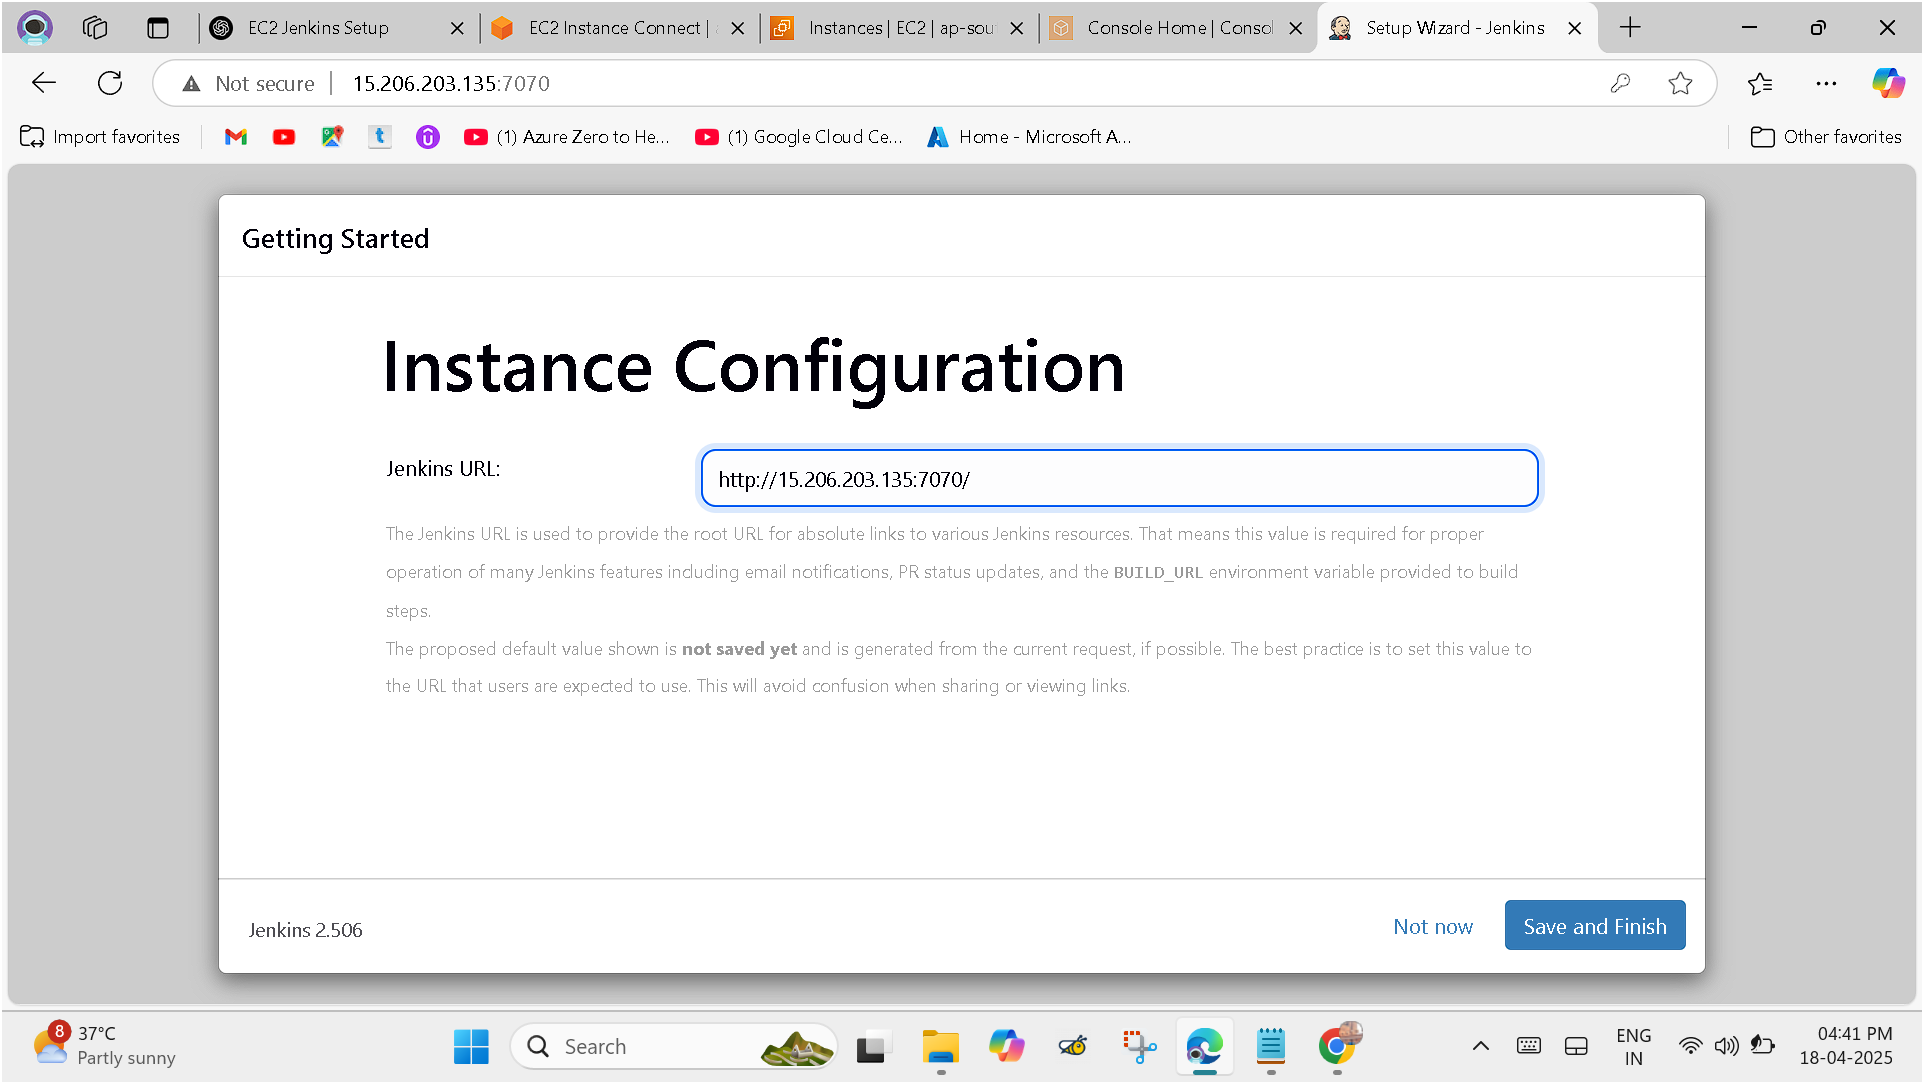 EC2 Jenkins Setup
EC2 Instance Connect |
Instances | EC2 | ap-sou
Console Home | Consol
Setup Wizard - Jenkins
Not secure
15.206.203.135:7070
Import favorites
(1) Azure Zero to He...
(1) Google Cloud Ce...
Home - Microsoft A...
Other favorites
Getting Started
Instance Configuration
Jenkins URL:
http://15.206.203.135:7070/
The Jenkins URL is used to provide the root URL for absolute links to various Jenkins resources. That means this value is required for proper
operation of many Jenkins features including email notifications, PR status updates, and the BUILD_URL environment variable provided to build
steps.
The proposed default value shown is not saved yet and is generated from the current request, if possible. The best practice is to set this value to
the URL that users are expected to use. This will avoid confusion when sharing or viewing links.
Jenkins 2.506
Not now
Save and Finish
8
37°C
Partly sunny
Search
ENG
IN
04:41 PM
18-04-2025